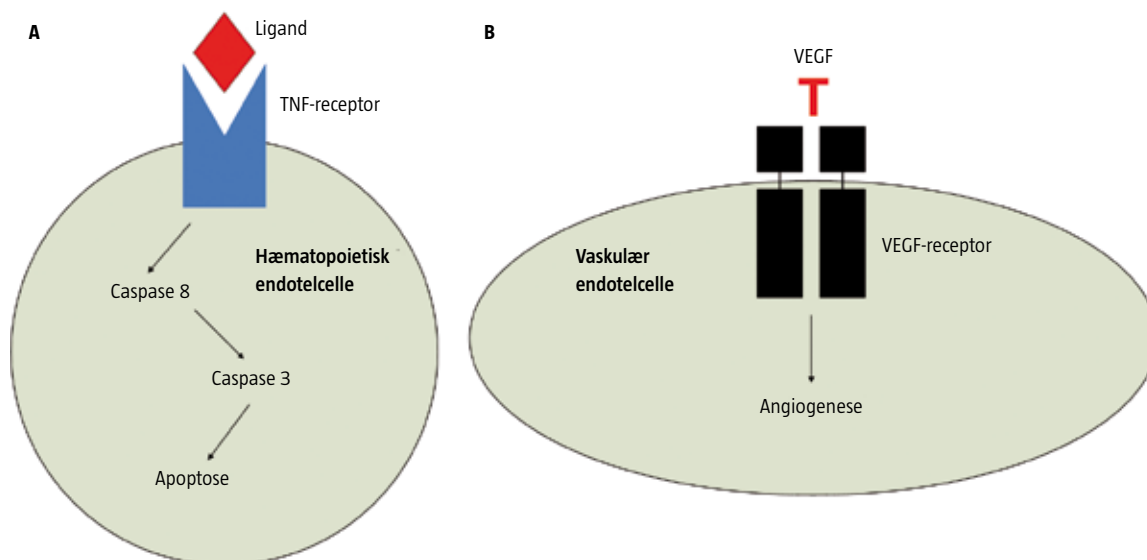 A
Ligand
TNF-receptor
Hæmatopoietisk
endotelcelle
Caspase 8
Caspase 3
Apoptose
B
VEGF
VEGF-receptor
Vaskulær
endotelcelle
Angiogenese